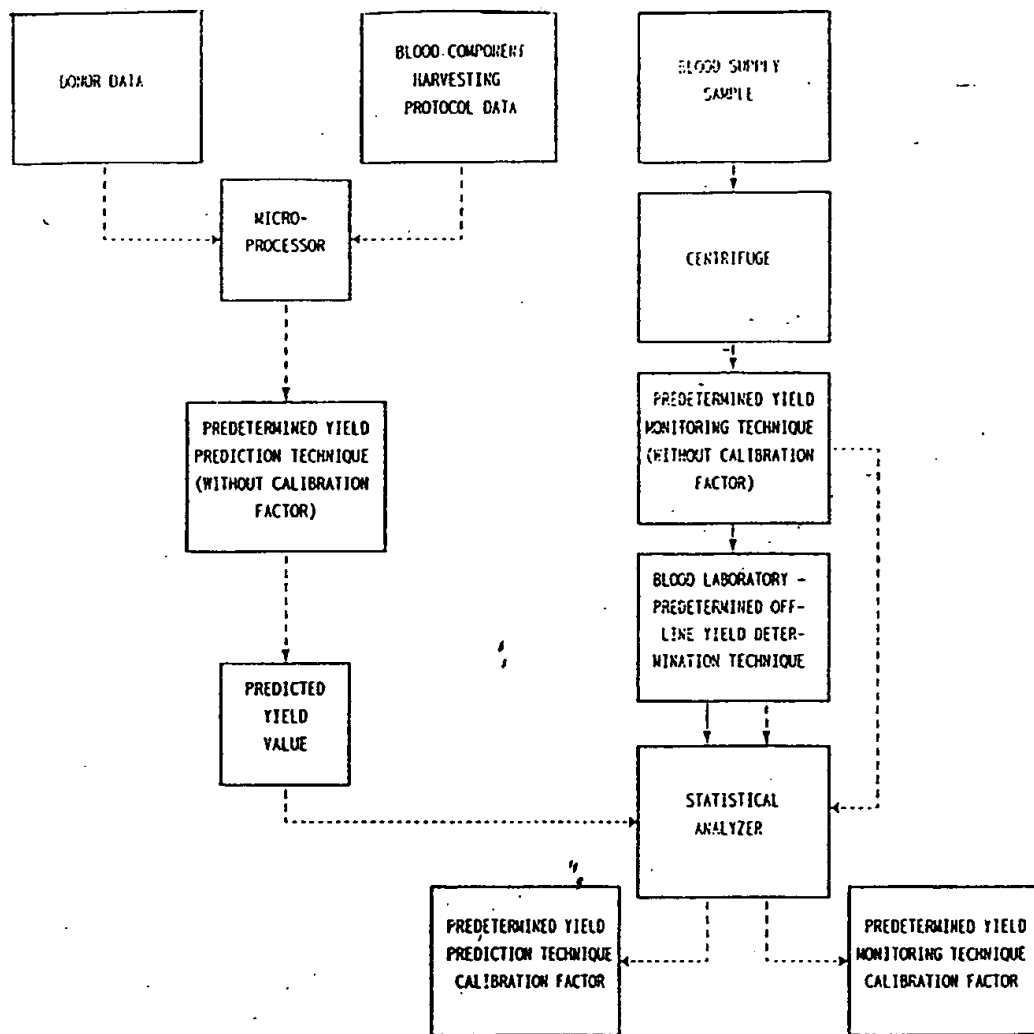 DONOR DATA
BLOOD COMPONENT
HARVESTING
PROTOCOL DATA
BLOOD SUPPLY
SAMPLE
MICRO-
PROCESSOR
CENTRIFUGE
PREDETERMINED YIELD
PREDICTION TECHNIQUE
(WITHOUT CALIBRATION
FACTOR)
PREDETERMINED YIELD
MONITORING TECHNIQUE
(WITHOUT CALIBRATION
FACTOR)
BLOOD LABORATORY -
PREDETERMINED OFF-
LINE YIELD DETER-
MINATION TECHNIQUE
PREDICTED
YIELD
VALUE
STATISTICAL
ANALYZER
PREDETERMINED YIELD
PREDICTION TECHNIQUE
CALIBRATION FACTOR
PREDETERMINED YIELD
MONITORING TECHNIQUE
CALIBRATION FACTOR